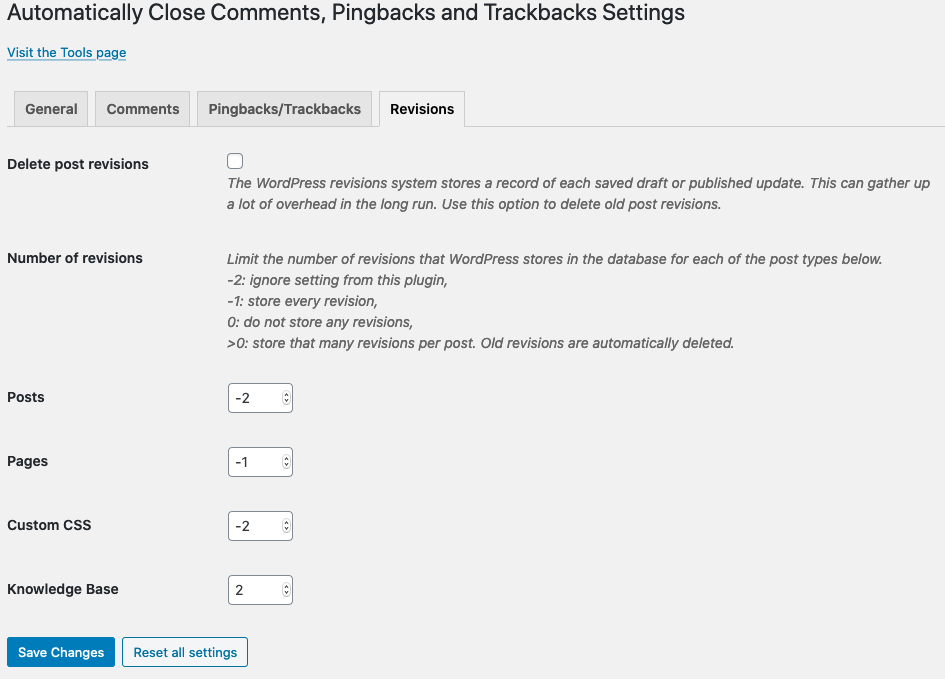 Automatically Close Comments, Pingbacks and Trackbacks Settings
Visit the Tools page
General
Comments
Pingbacks/Trackbacks
Revisions
Delete post revisions
The WordPress revisions system stores a record of each saved draft or published update. This can gather up
a lot of overhead in the long run. Use this option to delete old post revisions.
Number of revisions
Limit the number of revisions that WordPress stores in the database for each of the post types below.
-2: ignore setting from this plugin,
-1: store every revision,
0: do not store any revisions,
>0: store that many revisions per post. Old revisions are automatically deleted.
Posts
-2
Pages
-1
Custom CSS
-2
Knowledge Base
2
Save Changes
Reset all settings